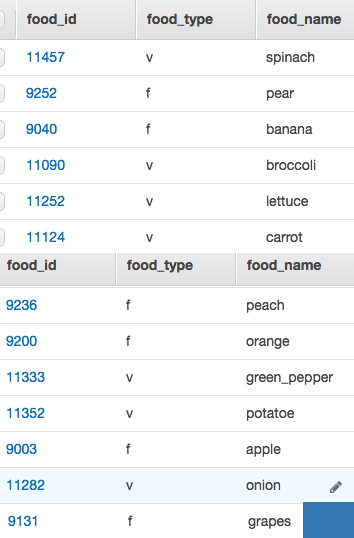 food_id food_type food_name
11457 v spinach
9252 f pear
9040 f banana
11090 v broccoli
11252 v lettuce
11124 v carrot
food_id food_type food_name
9236 f peach
9200 f orange
11333 v green_pepper
11352 v potatoe
9003 f apple
11282 v onion
9131 f grapes